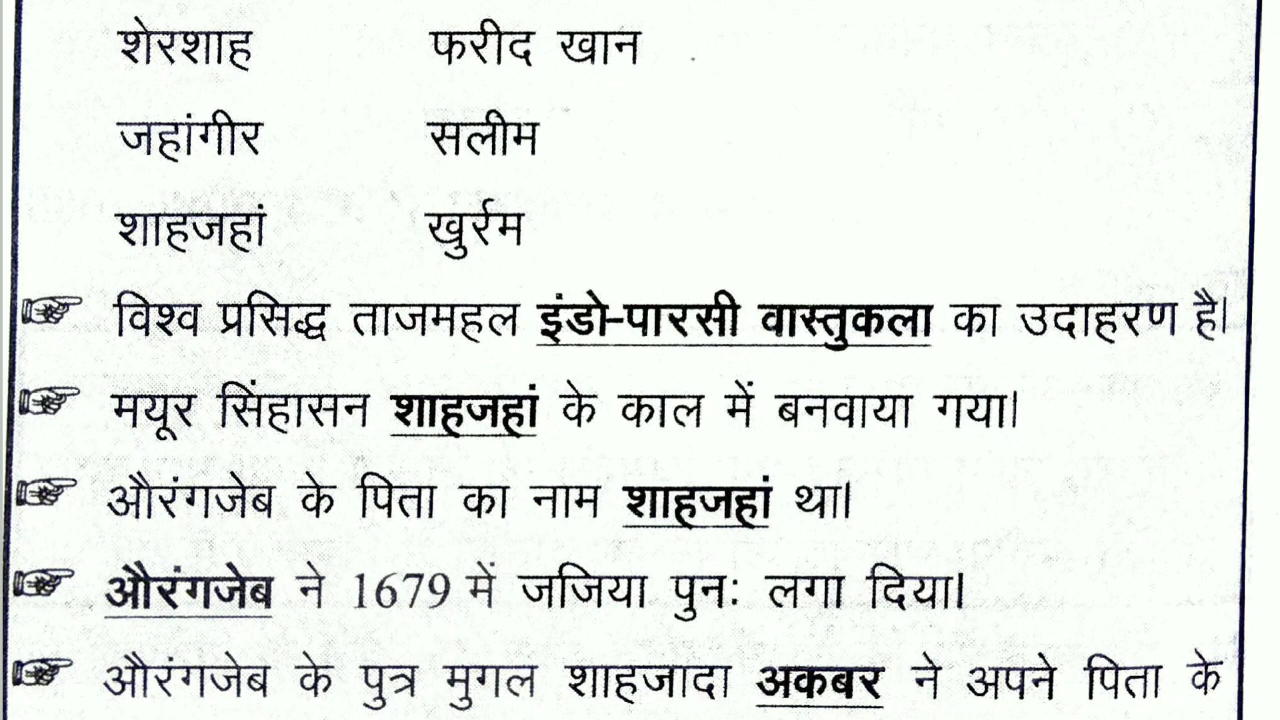 शेरशाह फरीद खान
जहांगीर सलीम
शाहजहां खुर्रम
विश्व प्रसिद्ध ताजमहल इंडो-पारसी वास्तुकला का उदाहरण है।
मयूर सिंहासन शाहजहां के काल में बनवाया गया।
औरंगजेब के पिता का नाम शाहजहां था।
औरंगजेब ने 1679 में जजिया पुनः लगा दिया।
औरंगजेब के पुत्र मुगल शाहजादा अकबर ने अपने पिता के